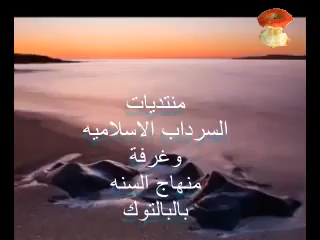 منتديات
السرداب الاسلاميه
وغرفة
منهاج السنه
بالبالتوك